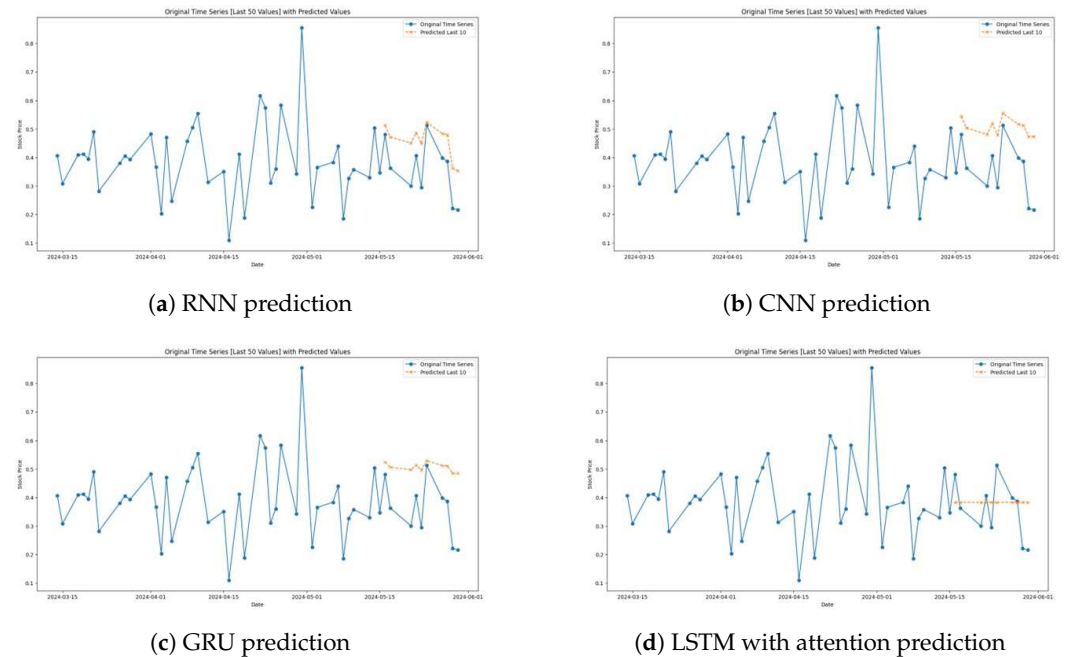 Original Time Series [Last 50 Values] with Predicted Values
Original Time Series
Predicted Last 10
Stock Price
0.8
0.7
0.6
0.5
0.4
0.3
0.2
0.1
2024-03-15 2024-04-01 2024-04-15 2024-05-01 2024-05-15 2024-06-01
Date
(a) RNN prediction
Original Time Series [Last 50 Values] with Predicted Values
Original Time Series
Predicted Last 10
Stock Price
0.8
0.7
0.6
0.5
0.4
0.3
0.2
0.1
2024-03-15 2024-04-01 2024-04-15 2024-05-01 2024-05-15 2024-06-01
Date
(b) CNN prediction
Original Time Series [Last 50 Values] with Predicted Values
Original Time Series
Predicted Last 10
Stock Price
0.8
0.7
0.6
0.5
0.4
0.3
0.2
0.1
2024-03-15 2024-04-01 2024-04-15 2024-05-01 2024-05-15 2024-06-01
Date
(c) GRU prediction
Original Time Series [Last 50 Values] with Predicted Values
Original Time Series
Predicted Last 10
Stock Price
0.8
0.7
0.6
0.5
0.4
0.3
0.2
0.1
2024-03-15 2024-04-01 2024-04-15 2024-05-01 2024-05-15 2024-06-01
Date
(d) LSTM with attention prediction